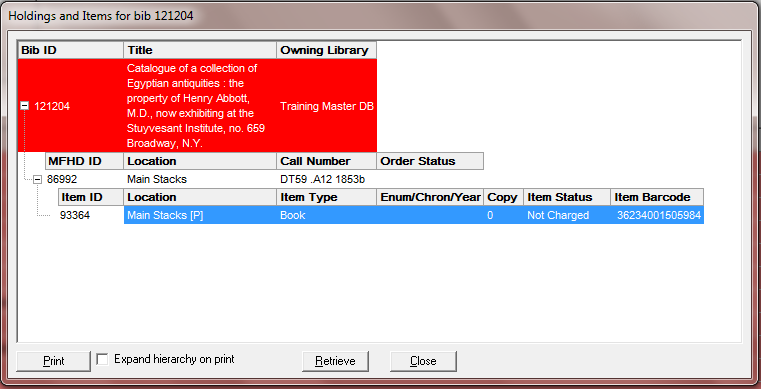 Holdings and Items for bib 121204
Bib ID Title Owning Library
Catalogue of a collection of
Egyptian antiquities : the
121204 property of Henry Abbott, Training Master DB
M.D., now exhibiting at the
Stuyvesant Institute, no. 659
Broadway, N.Y.
MFHD ID Location Call Number Order Status
86992 Main Stacks DT59 .A12 1853b
Item ID Location Item Type Enum/Chron/Year Copy Item Status Item Barcode
93364 Main Stacks [P] Book 0 Not Charged 36234001505984
Print Expand hierarchy on print Retrieve Close